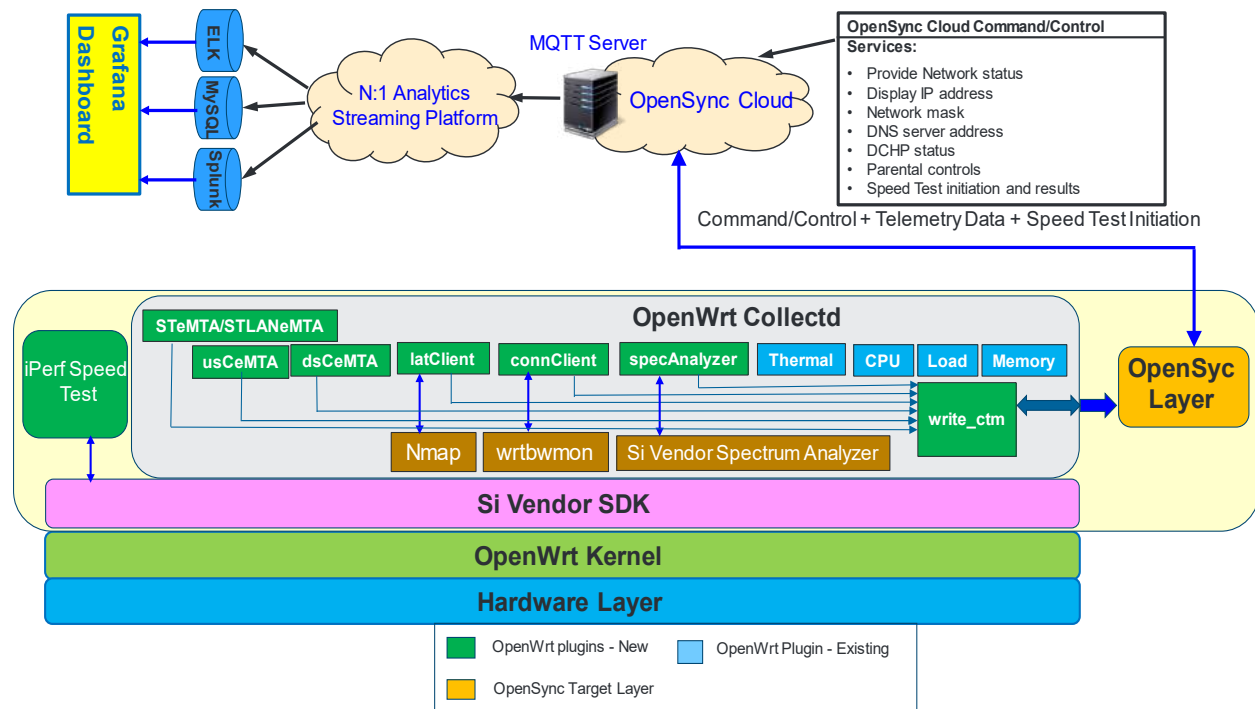 Grafana
Dashboard
ELK
MySQL
Splunk
N:1 Analytics
Streaming Platform
MQTT Server
OpenSync Cloud
OpenSync Cloud Command/Control
Services:
• Provide Network status
• Display IP address
• Network mask
• DNS server address
• DCHP status
• Parental controls
• Speed Test initiation and results
Command/Control + Telemetry Data + Speed Test Initiation
OpenWrt Collectd
STeMTA/STLANeMTA
usCeMTA
dsCeMTA
latClient
connClient
specAnalyzer
Thermal
CPU
Load
Memory
iPerf Speed
Test
write_ctm
OpenSyc
Layer
Nmap
wrtbwmon
Si Vendor Spectrum Analyzer
Si Vendor SDK
OpenWrt Kernel
Hardware Layer
OpenWrt plugins - New
OpenWrt Plugin - Existing
OpenSync Target Layer